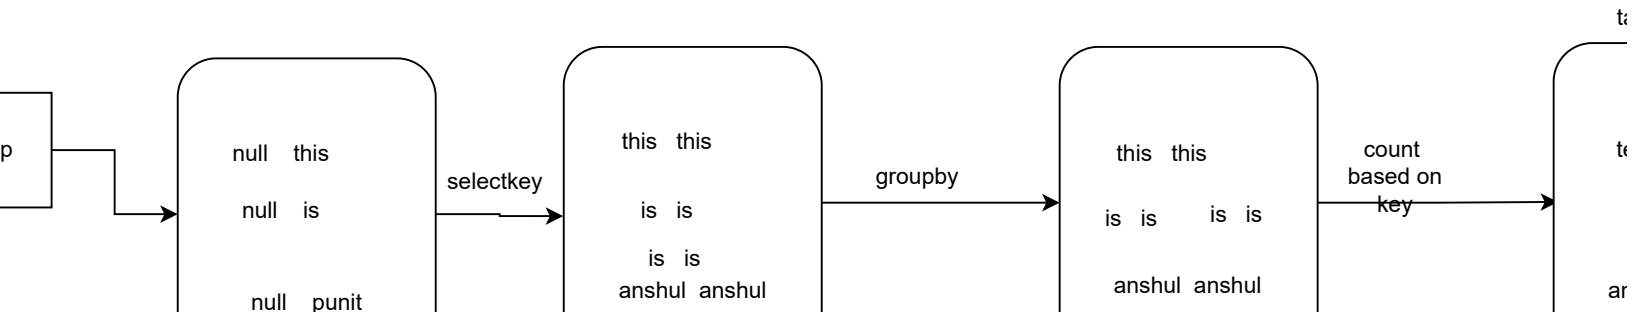 p
null this
null is
null punit
selectkey
this this
is is
is is
anshul anshul
groupby
this this
is is is is
anshul anshul
count
based on
key